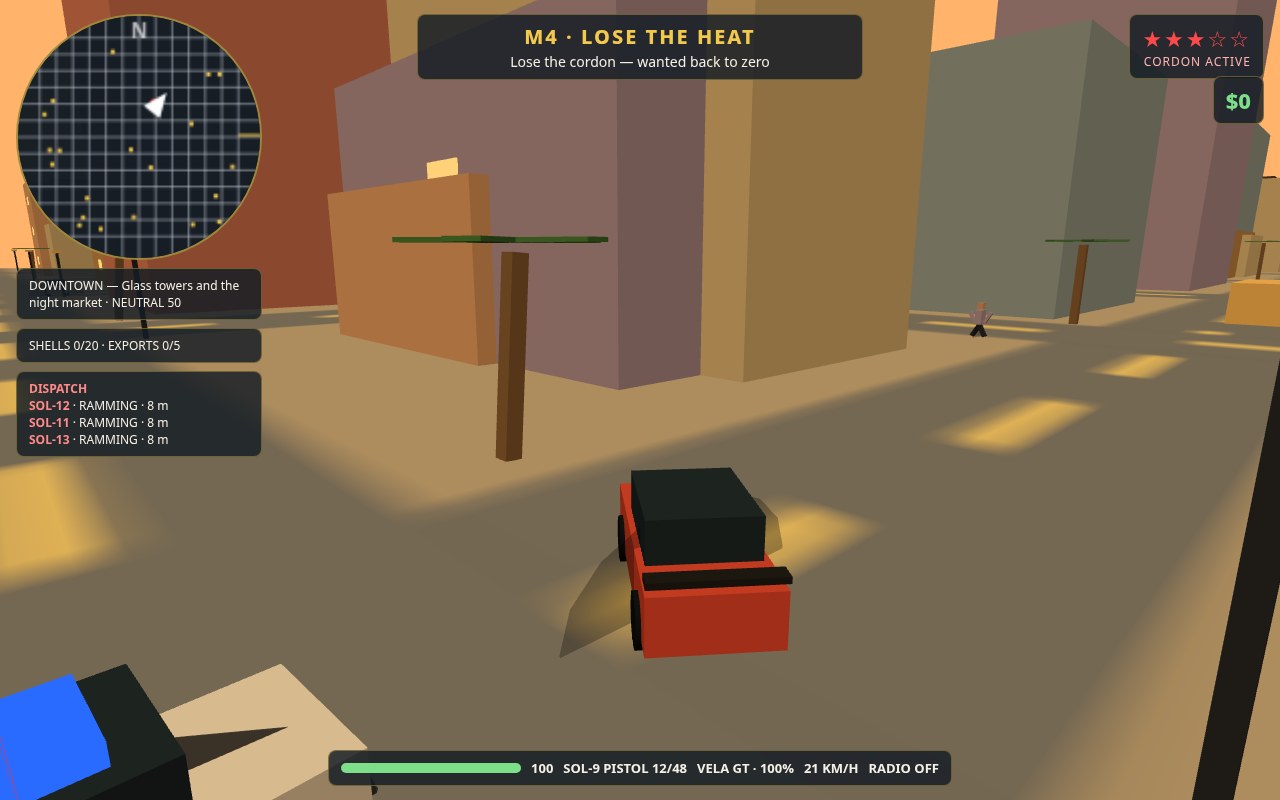 N
M4 · LOSE THE HEAT
Lose the cordon — wanted back to zero
★★★☆☆
CORDON ACTIVE
$0
DOWNTOWN — Glass towers and the
night market · NEUTRAL 50
SHELLS 0/20 · EXPORTS 0/5
DISPATCH
SOL-12 · RAMMING · 8 m
SOL-11 · RAMMING · 8 m
SOL-13 · RAMMING · 8 m
100 SOL-9 PISTOL 12/48 VELA GT · 100% 21 KM/H RADIO OFF